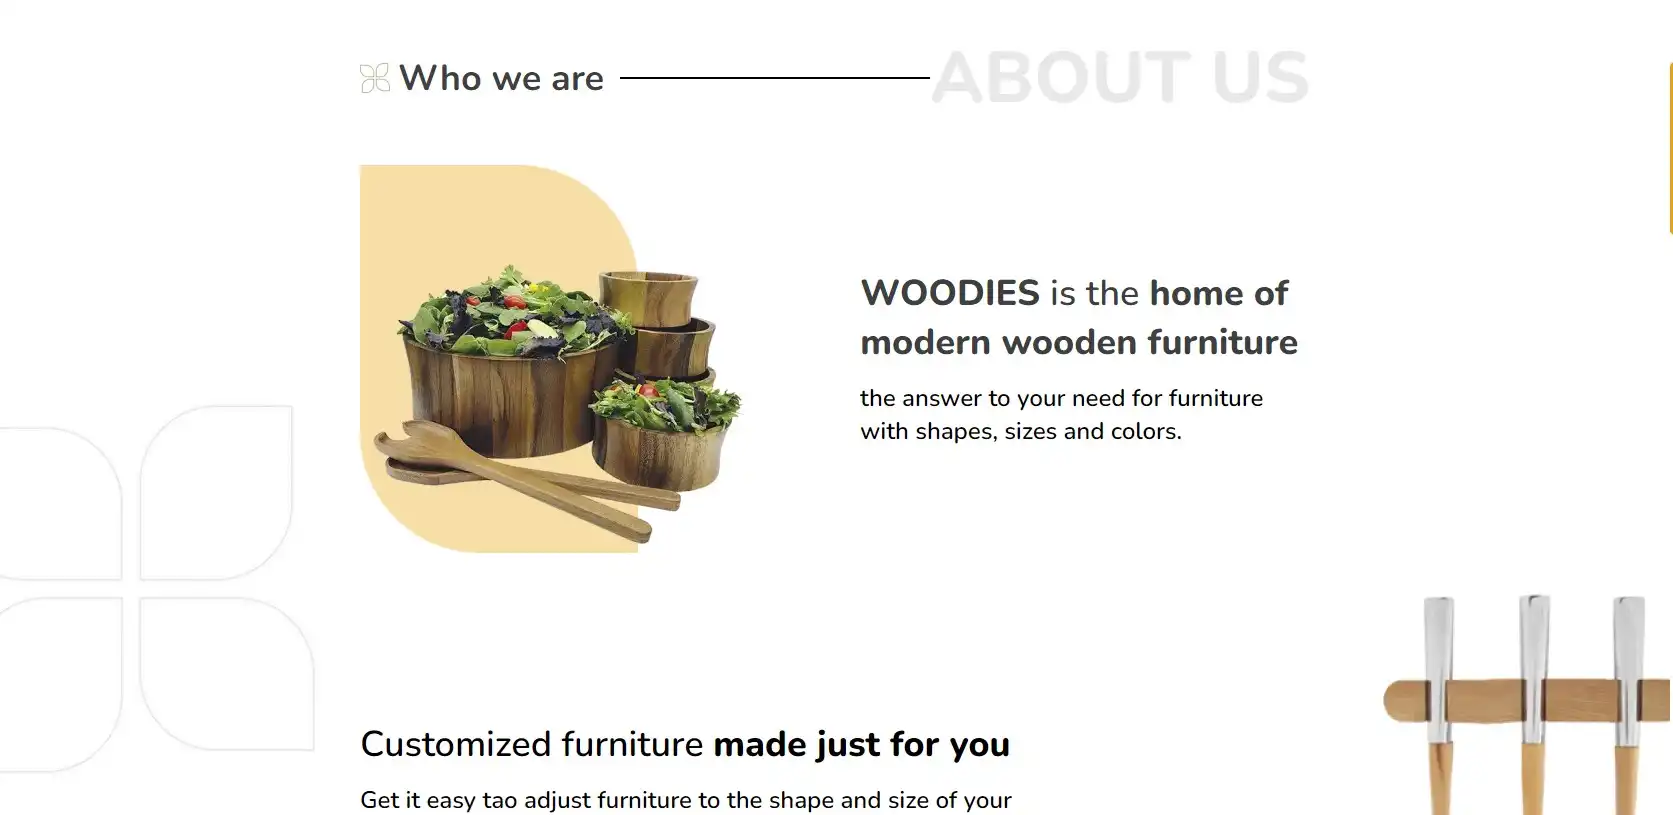 Who we are
ABOUT US
WOODIES is the home of
modern wooden furniture
the answer to your need for furniture
with shapes, sizes and colors.
Customized furniture made just for you
Get it easy tao adjust furniture to the shape and size of your